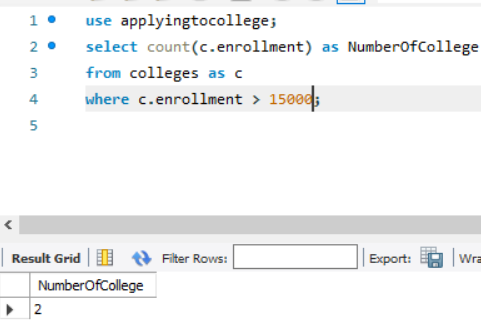 1 use applyingtocollege;
2 select count(c.enrollment) as NumberOfCollege
3 from colleges as c
4 where c.enrollment > 15000;
5
<
Result Grid Filter Rows: Export: Wra
NumberOfCollege
2